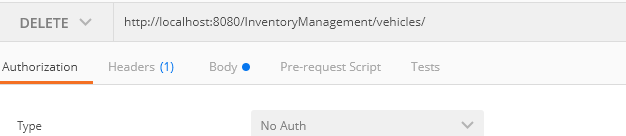 DELETE http://localhost:8080/InventoryManagement/vehicles/
Authorization Headers (1) Body Pre-request Script Tests
Type No Auth